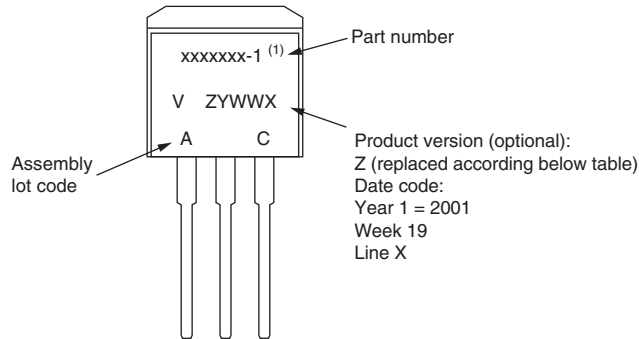 Part number
xxxxxxx-1 (1)
V ZYWWX
A C
Assembly
lot code
Product version (optional):
Z (replaced according below table)
Date code:
Year 1 = 2001
Week 19
Line X